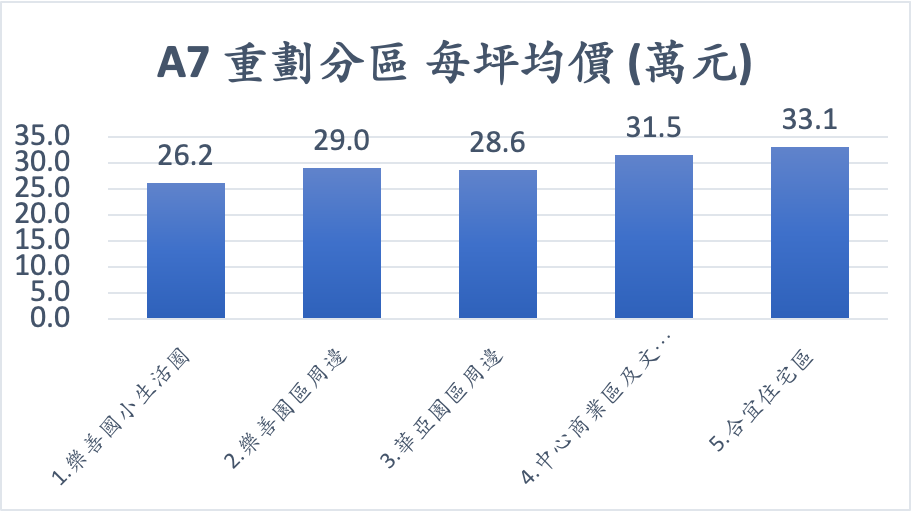 A7 重劃分區 每坪均價 (萬元)
35.0
30.0
25.0
20.0
15.0
10.0
5.0
0.0
26.2
29.0
28.6
31.5
33.1
1.樂善國小生活圈
2.樂善園區周邊
3.華亞園區周邊
4.中心商業區及文…
5.合宜住宅區